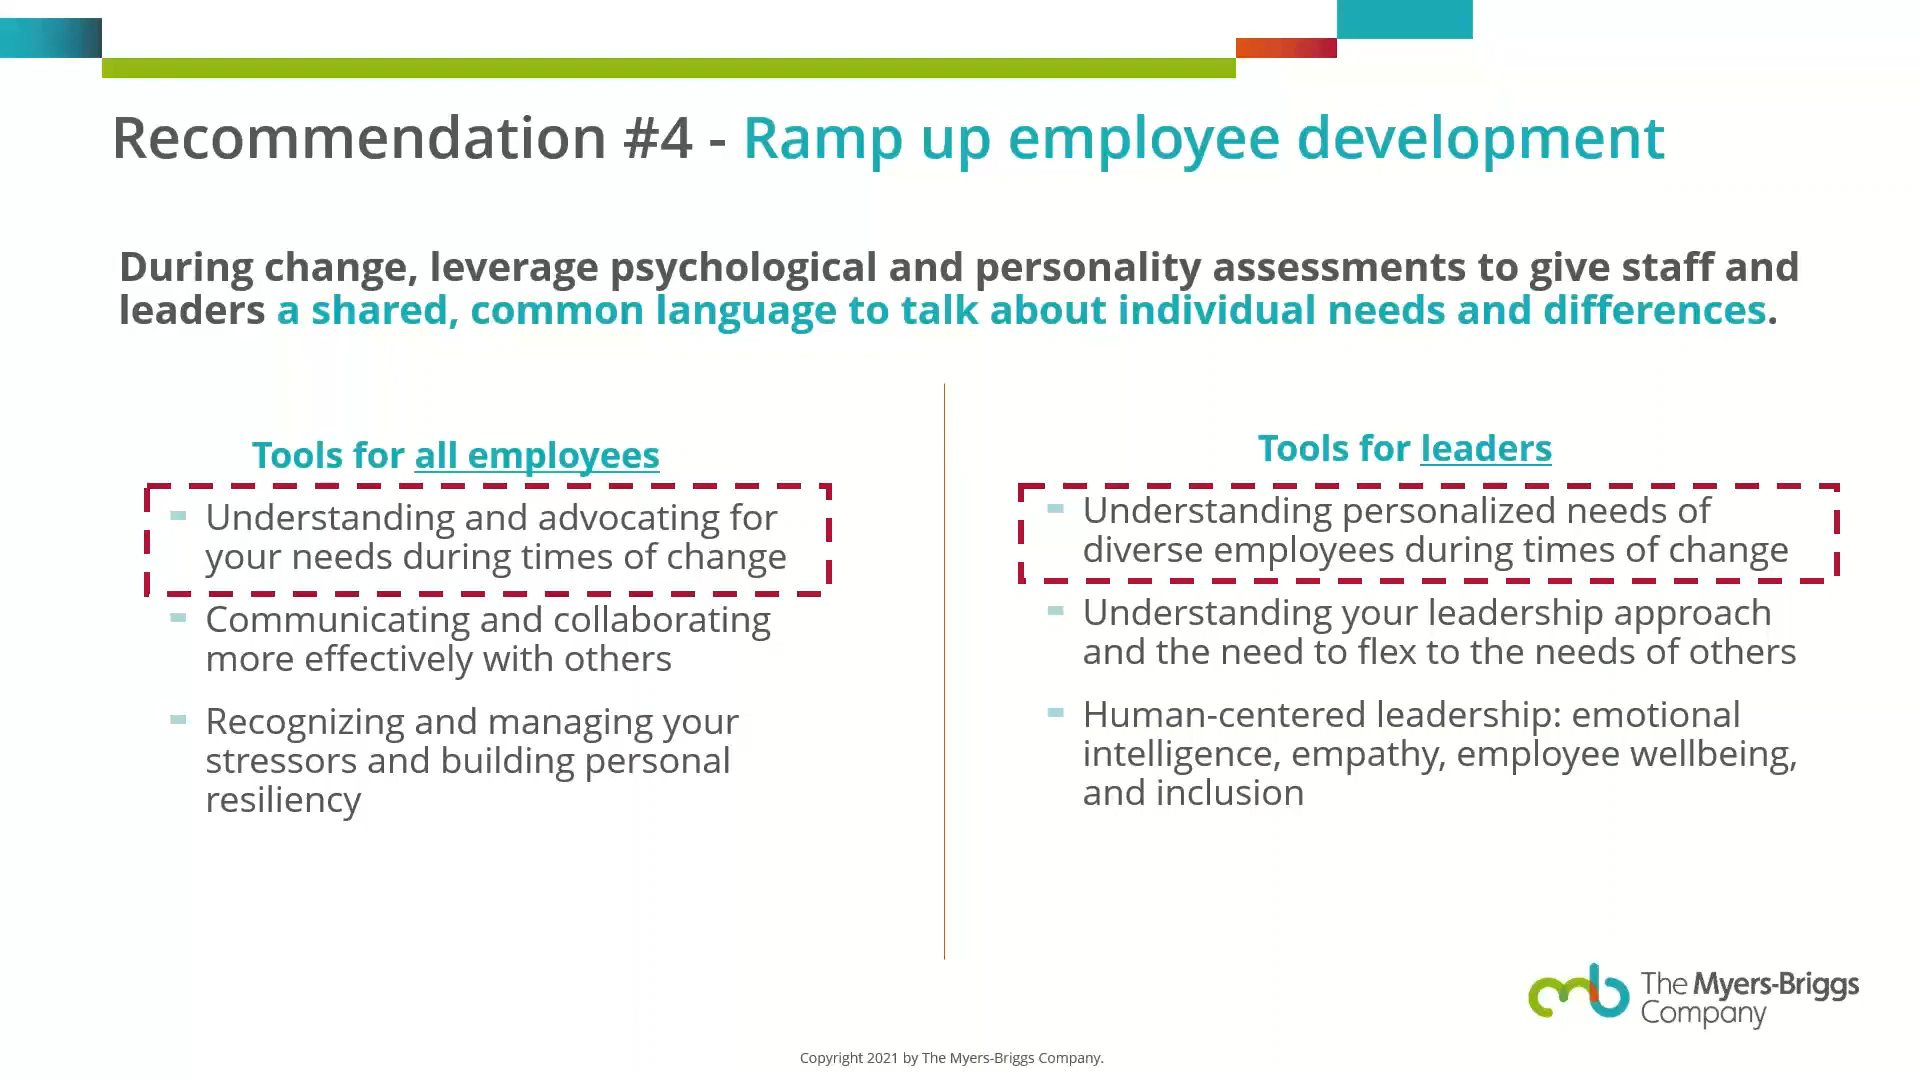 Recommendation #4 - Ramp up employee development
During change, leverage psychological and personality assessments to give staff and
leaders a shared, common language to talk about individual needs and differences.
Tools for all employees
Understanding and advocating for
your needs during times of change
Communicating and collaborating
more effectively with others
Recognizing and managing your
stressors and building personal
resiliency
Tools for leaders
Understanding personalized needs of
diverse employees during times of change
Understanding your leadership approach
and the need to flex to the needs of others
Human-centered leadership: emotional
intelligence, empathy, employee wellbeing,
and inclusion
The Myers-Briggs
Company
Copyright 2021 by The Myers-Briggs Company.